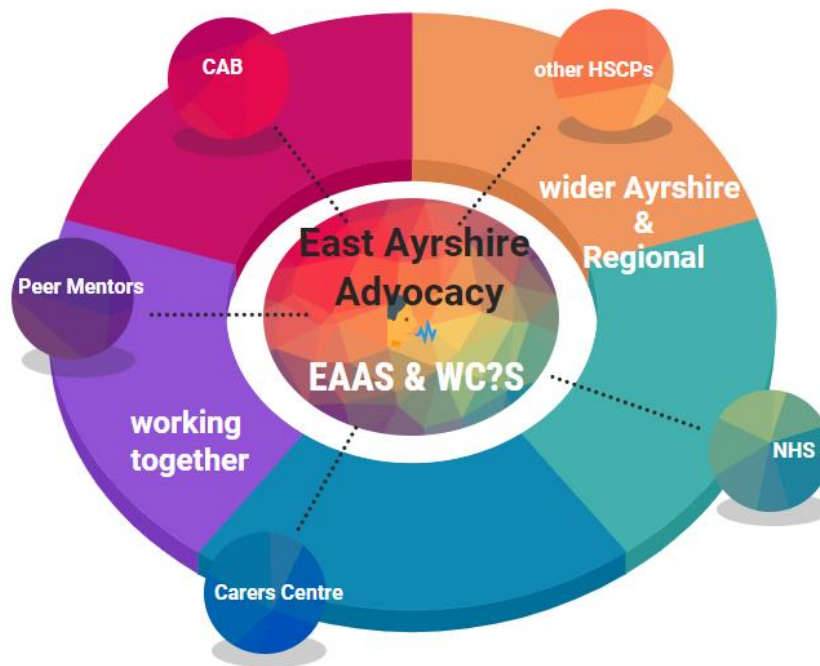 CAB
other HSCPs
wider Ayrshire
&
Regional
East Ayrshire
Advocacy
Peer Mentors
EAAS & WC?S
working
together
NHS
Carers Centre